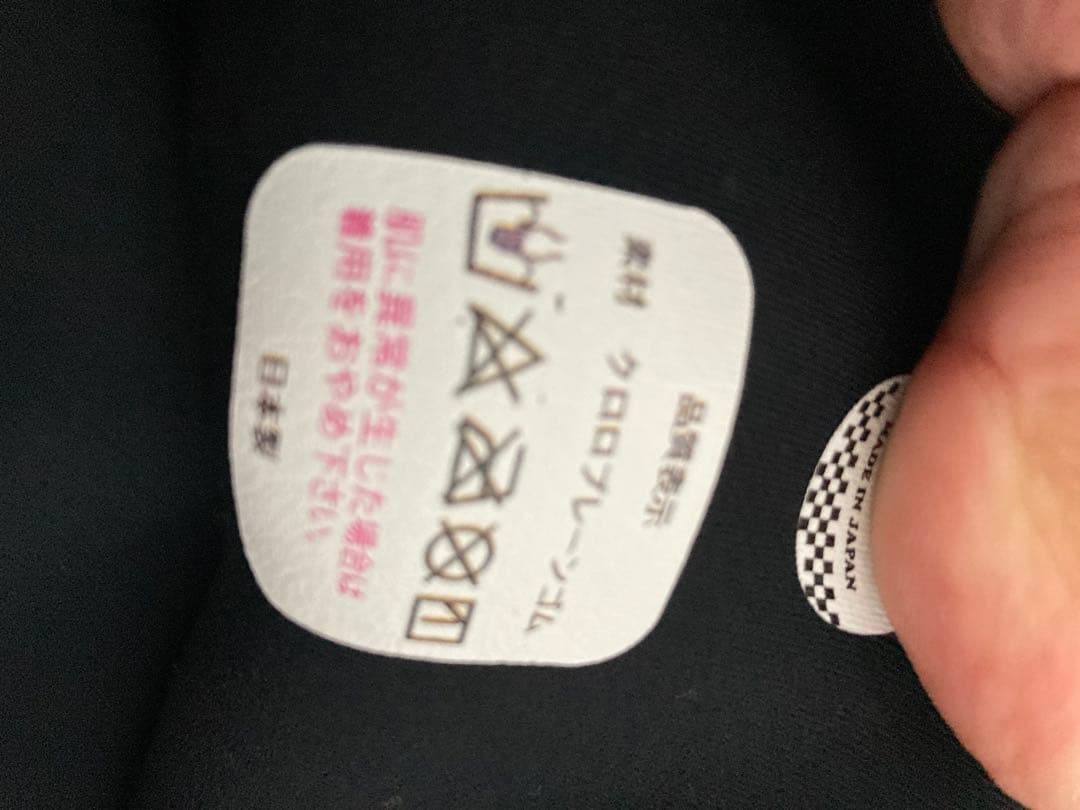 品質表示
素材 クロロプレーンゴム
肌に異常が生じた場合は
着用をおやめ下さい。
日本製
MADE IN JAPAN